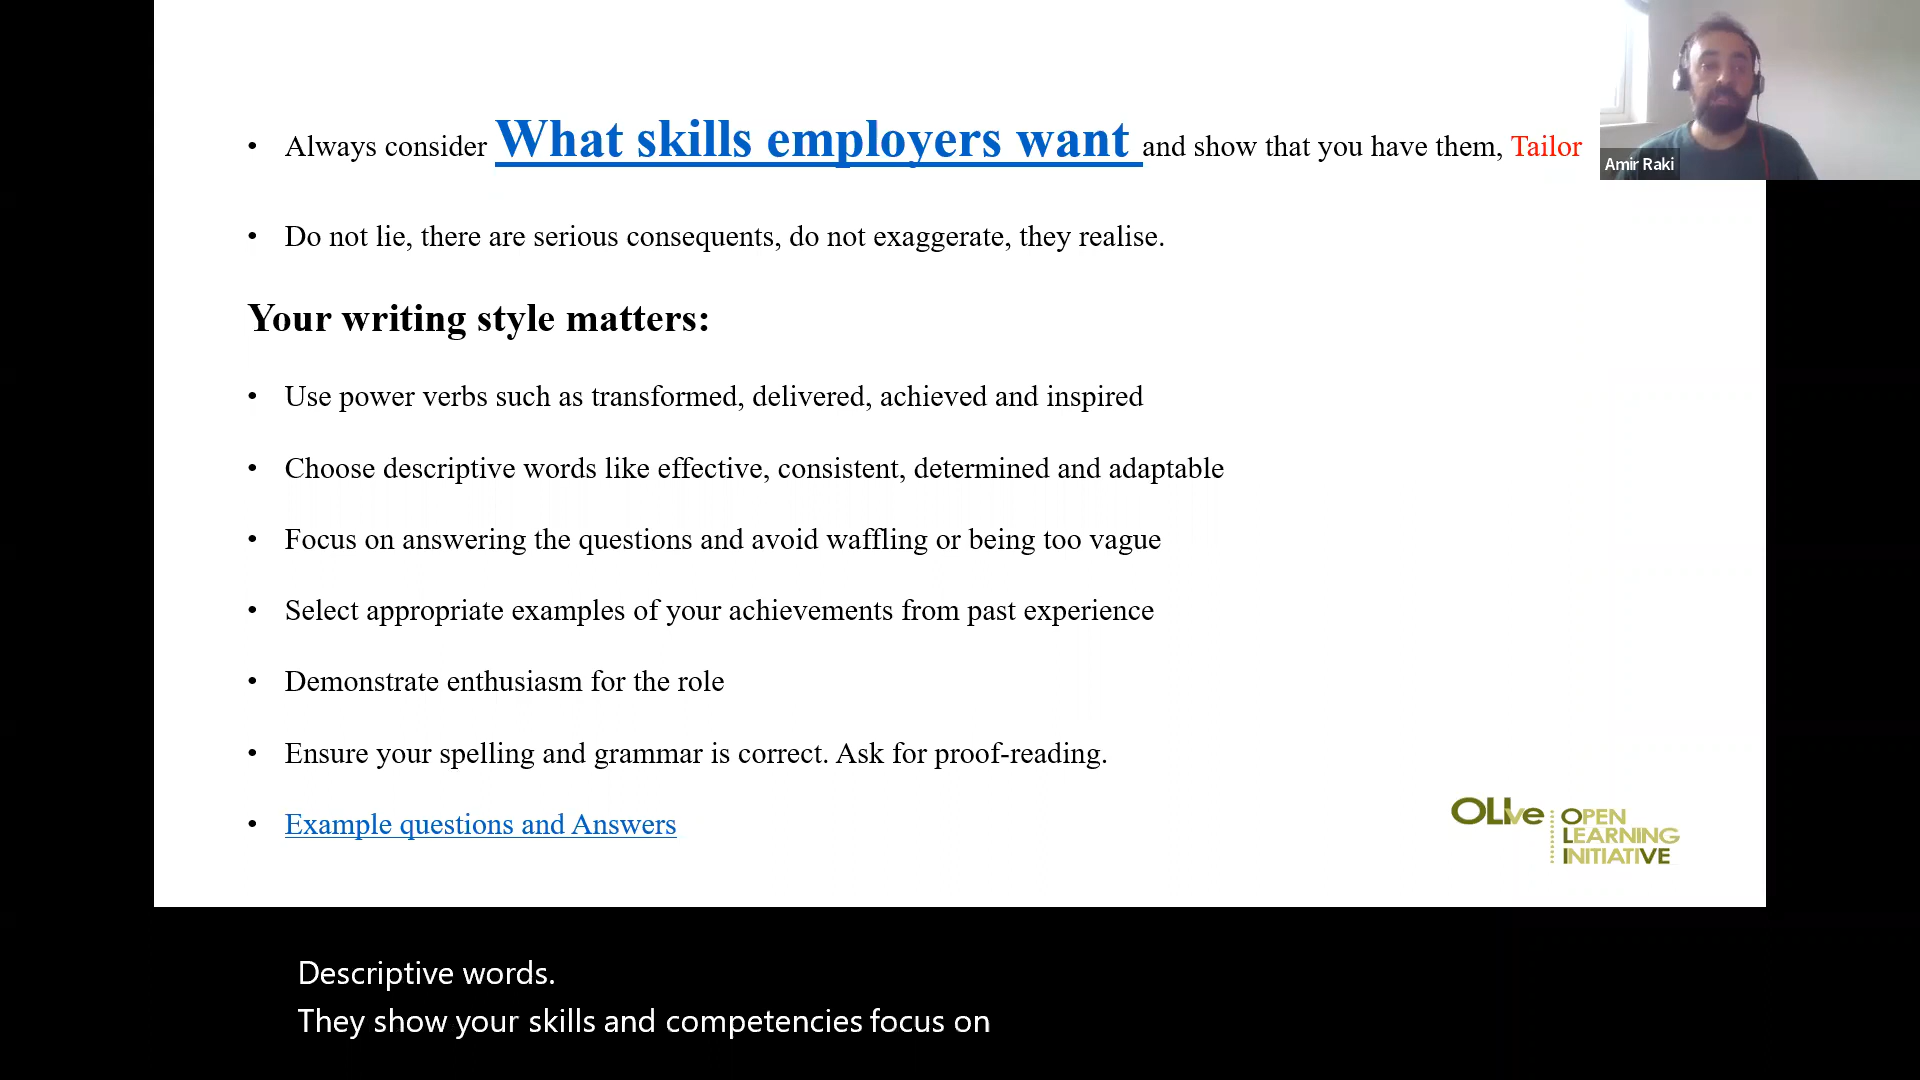 • Always consider What skills employers want and show that you have them, Tailor
Amir Raki
• Do not lie, there are serious consequents, do not exaggerate, they realise.
Your writing style matters:
• Use power verbs such as transformed, delivered, achieved and inspired
• Choose descriptive words like effective, consistent, determined and adaptable
• Focus on answering the questions and avoid waffling or being too vague
• Select appropriate examples of your achievements from past experience
• Demonstrate enthusiasm for the role
• Ensure your spelling and grammar is correct. Ask for proof-reading.
• Example questions and Answers
OLIve
OPEN
LEARNING
INITIATIVE
Descriptive words.
They show your skills and competencies focus on